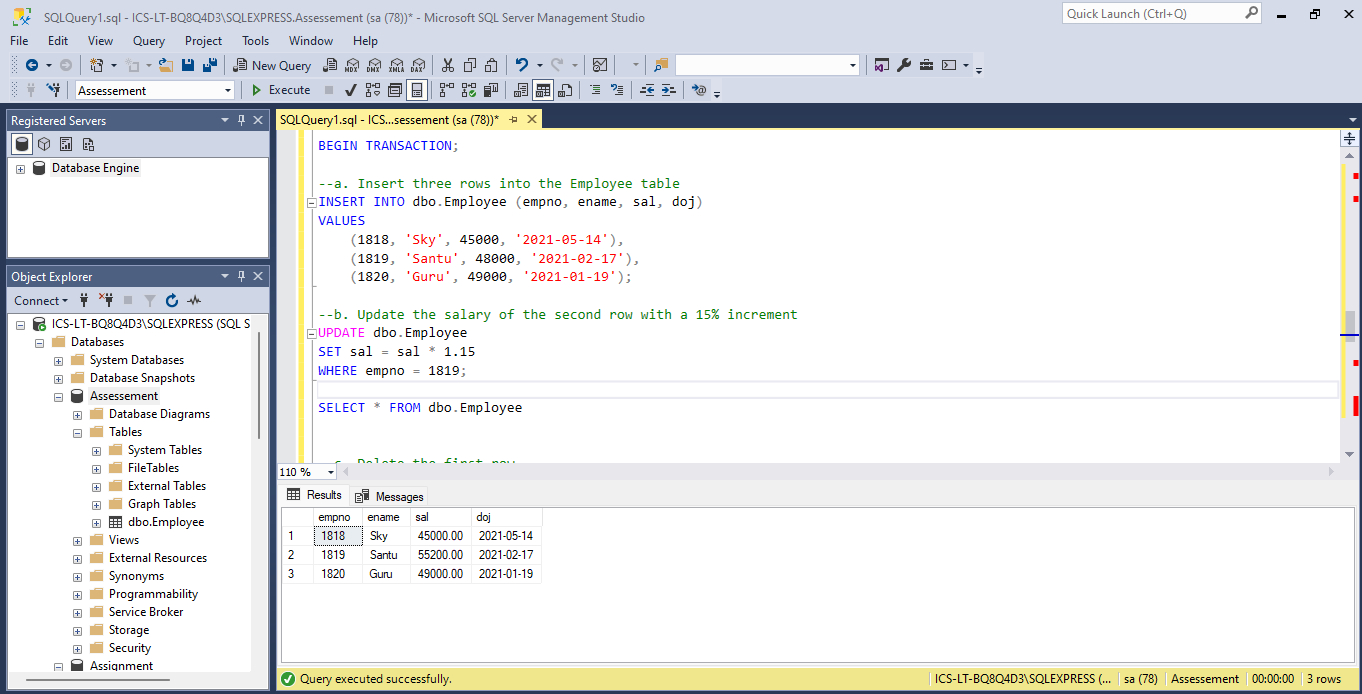 SQLQuery1.sql - ICS-LT-BQ8Q4D3\SQLEXPRESS.Assessement (sa (78))* - Microsoft SQL Server Management Studio
Quick Launch (Ctrl+Q)
File Edit View Query Project Tools Window Help
New Query MDX DMX XMLA DAX
Assessement Execute
Registered Servers
Database Engine
Object Explorer
Connect
ICS-LT-BQ8Q4D3\SQLEXPRESS (SQL S
Databases
System Databases
Database Snapshots
Assessement
Database Diagrams
Tables
System Tables
FileTables
External Tables
Graph Tables
dbo.Employee
Views
External Resources
Synonyms
Programmability
Service Broker
Storage
Security
Assignment
SQLQuery1.sql - ICS...sessement (sa (78))*
BEGIN TRANSACTION;
--a. Insert three rows into the Employee table
INSERT INTO dbo.Employee (empno, ename, sal, doj)
VALUES
(1818, 'Sky', 45000, '2021-05-14'),
(1819, 'Santu', 48000, '2021-02-17'),
(1820, 'Guru', 49000, '2021-01-19');
--b. Update the salary of the second row with a 15% increment
UPDATE dbo.Employee
SET sal = sal * 1.15
WHERE empno = 1819;
SELECT * FROM dbo.Employee
--c. Delete the first row
110 %
Results Messages
empno ename sal doj
1 1818 Sky 45000.00 2021-05-14
2 1819 Santu 55200.00 2021-02-17
3 1820 Guru 49000.00 2021-01-19
Query executed successfully. ICS-LT-BQ8Q4D3\SQLEXPRESS (... sa (78) Assessement 00:00:00 3 rows